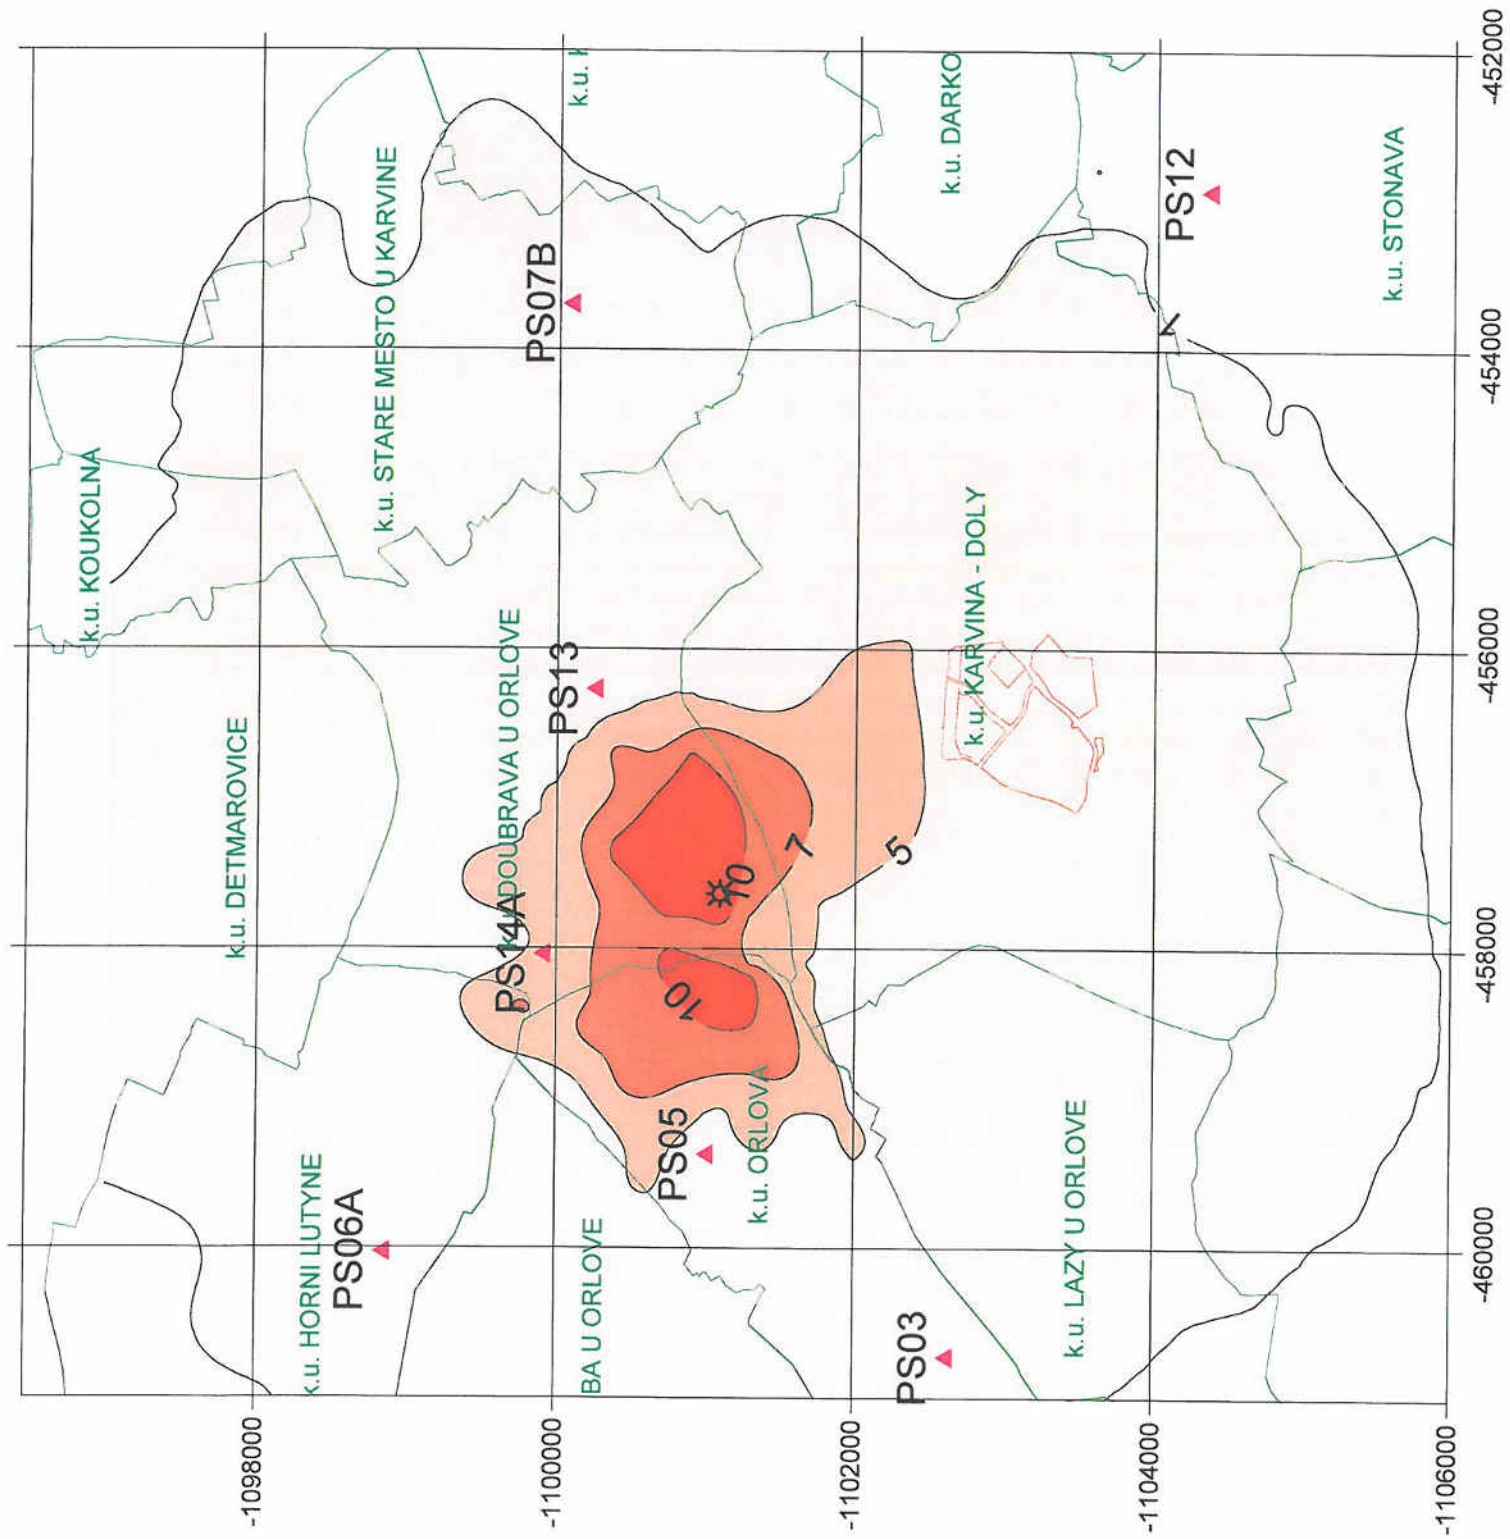 k.u. KOUKOLNA
k.u. STARE MESTO U KARVINE
k.u.
PS07B
k.u. DARKO
PS12
k.u. STONAVA
k.u. DETMAROVICE
k.u. DOUBRAVA U ORLOVE
PS13
PS14A
k.u. KARVINA - DOLY
10
7
5
10
k.u. HORNI LUTYNE
PS06A
BA U ORLOVE
PS05
k.u. ORLOVA
PS03
k.u. LAZY U ORLOVE
-452000
-454000
-456000
-458000
-460000
-1098000
-1100000
-1102000
-1104000
-1106000